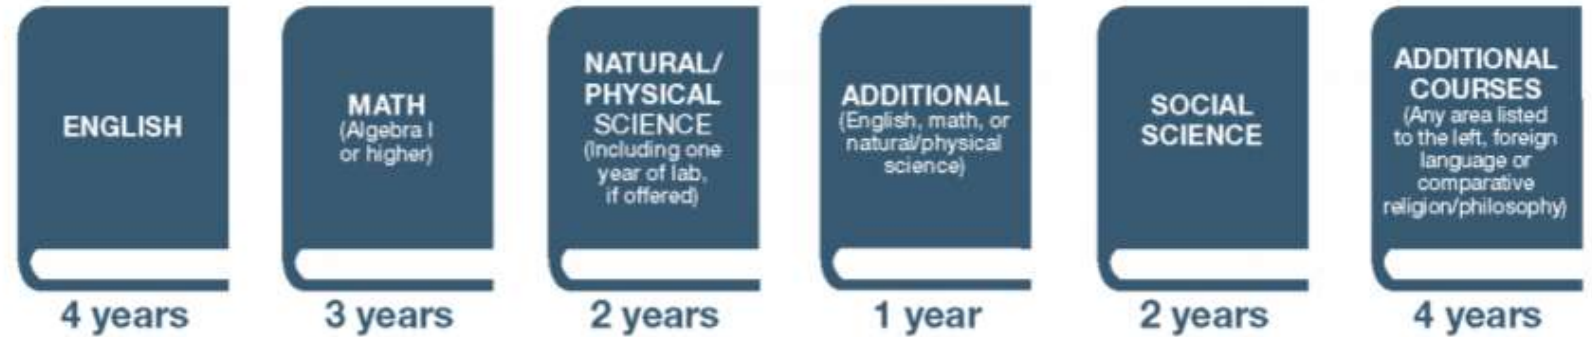 ENGLISH
4 years
MATH
(Algebra I
or higher)
3 years
NATURAL/
PHYSICAL
SCIENCE
(Including one
year of lab,
if offered)
2 years
ADDITIONAL
(English, math, or
natural/physical
science)
1 year
SOCIAL
SCIENCE
2 years
ADDITIONAL
COURSES
(Any area listed
to the left, foreign
language or
comparative
religion/philosophy)
4 years